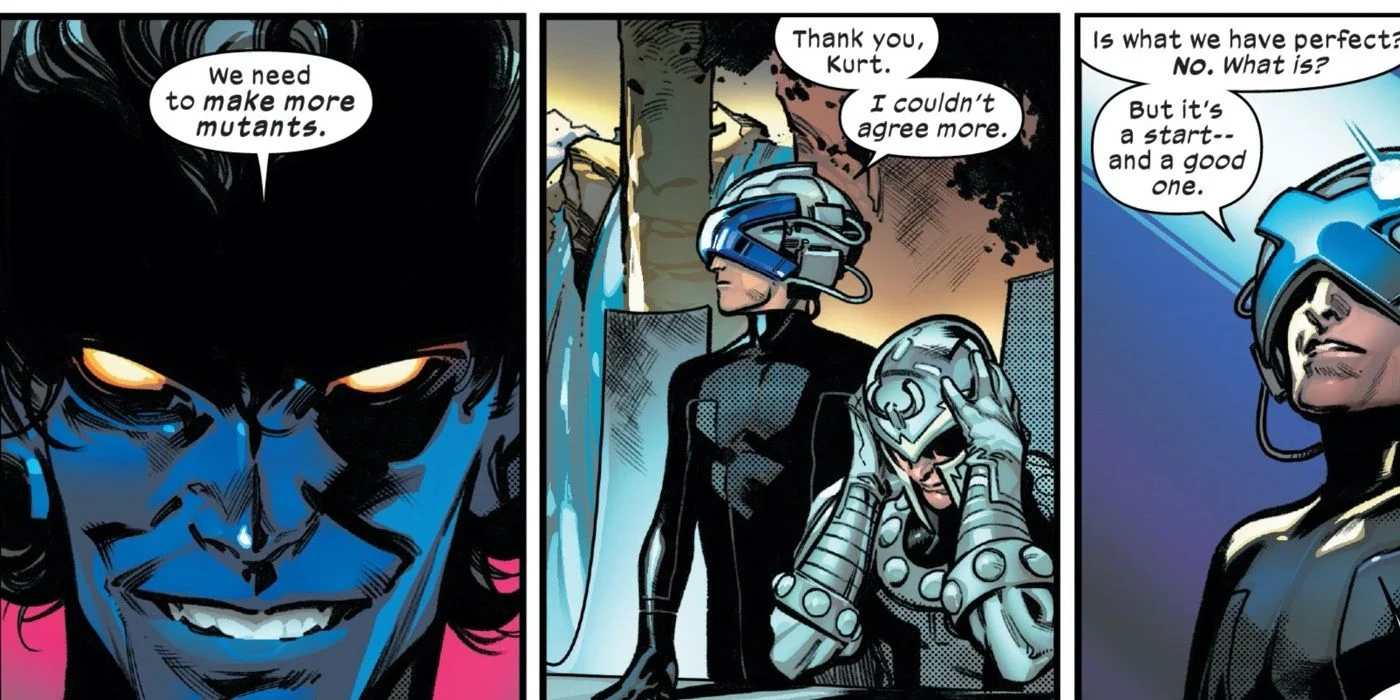 We need
to make more
mutants.
Thank you,
Kurt.
I couldn't
agree more.
Is what we have perfect?
NO. What is?
But it's
a start--
and a good
one.